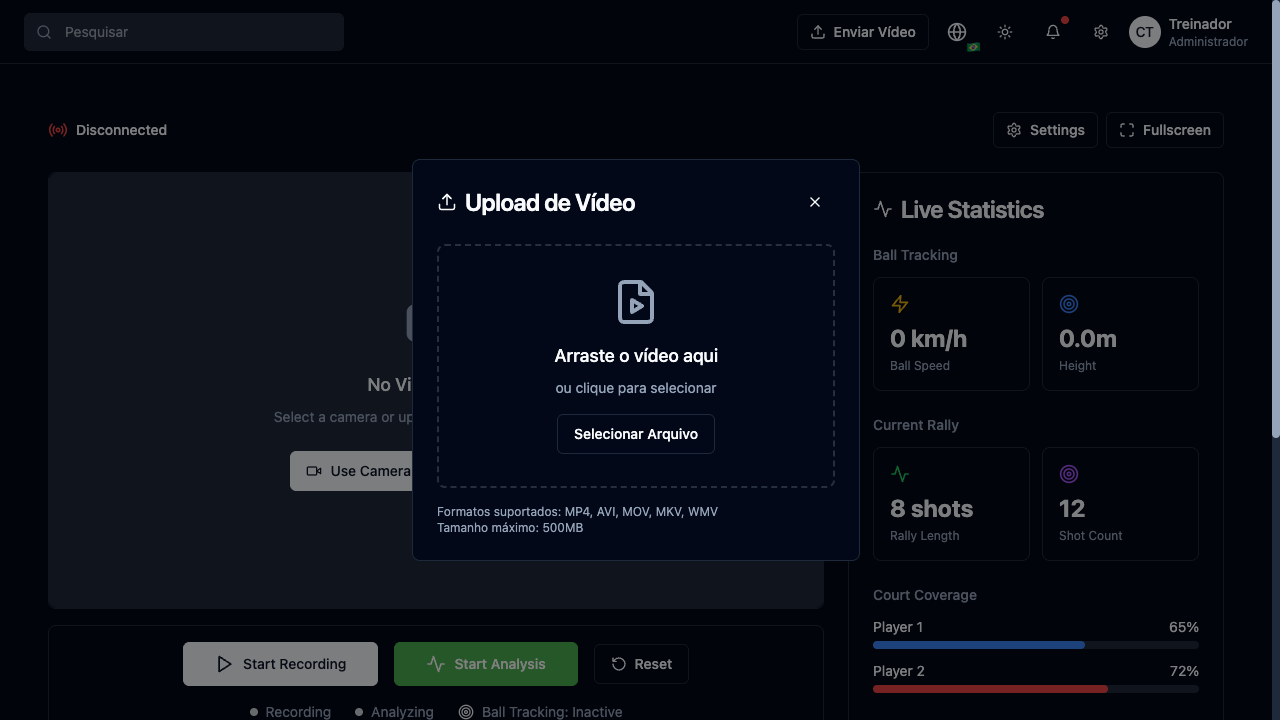 Pesquisar
Enviar Vídeo
CT
Treinador
Administrador
Disconnected
Settings
Fullscreen
No Vi
Select a camera or up
Use Camera
Upload de Vídeo
Arraste o vídeo aqui
ou clique para selecionar
Selecionar Arquivo
Formatos suportados: MP4, AVI, MOV, MKV, WMV
Tamanho máximo: 500MB
Live Statistics
Ball Tracking
0 km/h
Ball Speed
0.0m
Height
Current Rally
8 shots
Rally Length
12
Shot Count
Court Coverage
Player 1
65%
Player 2
72%
Start Recording
Start Analysis
Reset
Recording
Analyzing
Ball Tracking: Inactive